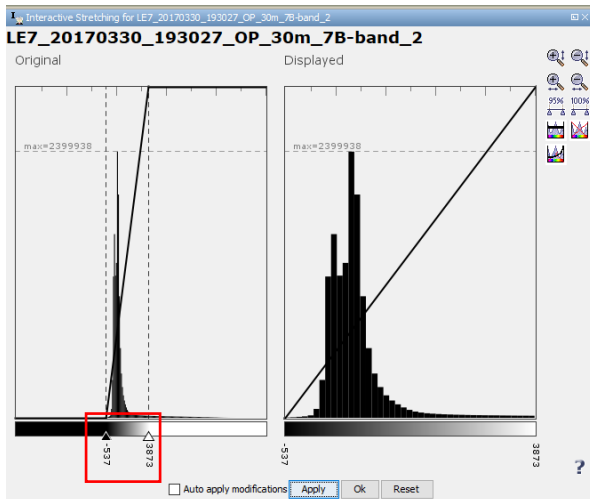 Interactive Stretching for LE7_20170330_193027_OP_30m_7B-band_2
LE7_20170330_193027_OP_30m_7B-band_2
Original
Displayed
95% 100%
max=2399938
max=2399938
-537
3873
-537
3873
?
Auto apply modifications Apply Ok Reset